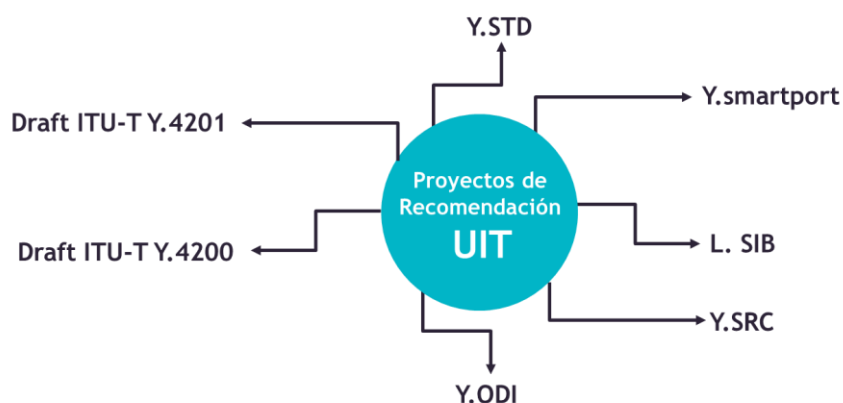 Y.STD
Y.smartport
Draft ITU-T Y.4201
Proyectos de
Recomendación
UIT
Draft ITU-T Y.4200
L. SIB
Y.SRC
Y.ODI